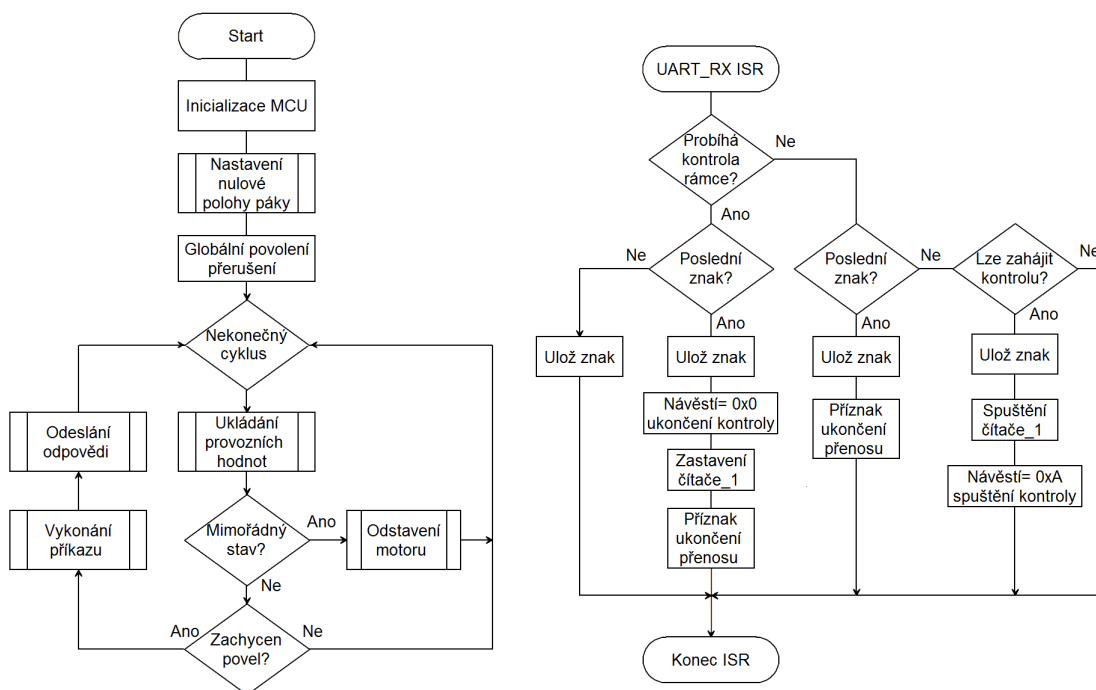 Start
Inicializace MCU
Nastavení
nulové
polohy páky
Globální povolení
přerušení
Nekonečný
cyklus
Ukládání
provozních
hodnot
Odeslání
odpovědi
Mimořádný
stav?
Ano
Odstavení
motoru
Vykonání
příkazu
Ne
Ano
Zachycen
povel?
Ne
UART_RX ISR
Probíhá
kontrola
rámce?
Ne
Ano
Ne
Poslední
znak?
Poslední
znak?
Ne
Lze zahájit
kontrolu?
Ne
Ano
Ano
Ano
Ulož znak
Ulož znak
Ulož znak
Ulož znak
Návěstí= 0x0
ukončení kontroly
Příznak
ukončení
přenosu
Spuštění
čítače_1
Zastavení
čítače_1
Návěstí= 0xA
spuštění kontroly
Příznak
ukončení
přenosu
Konec ISR